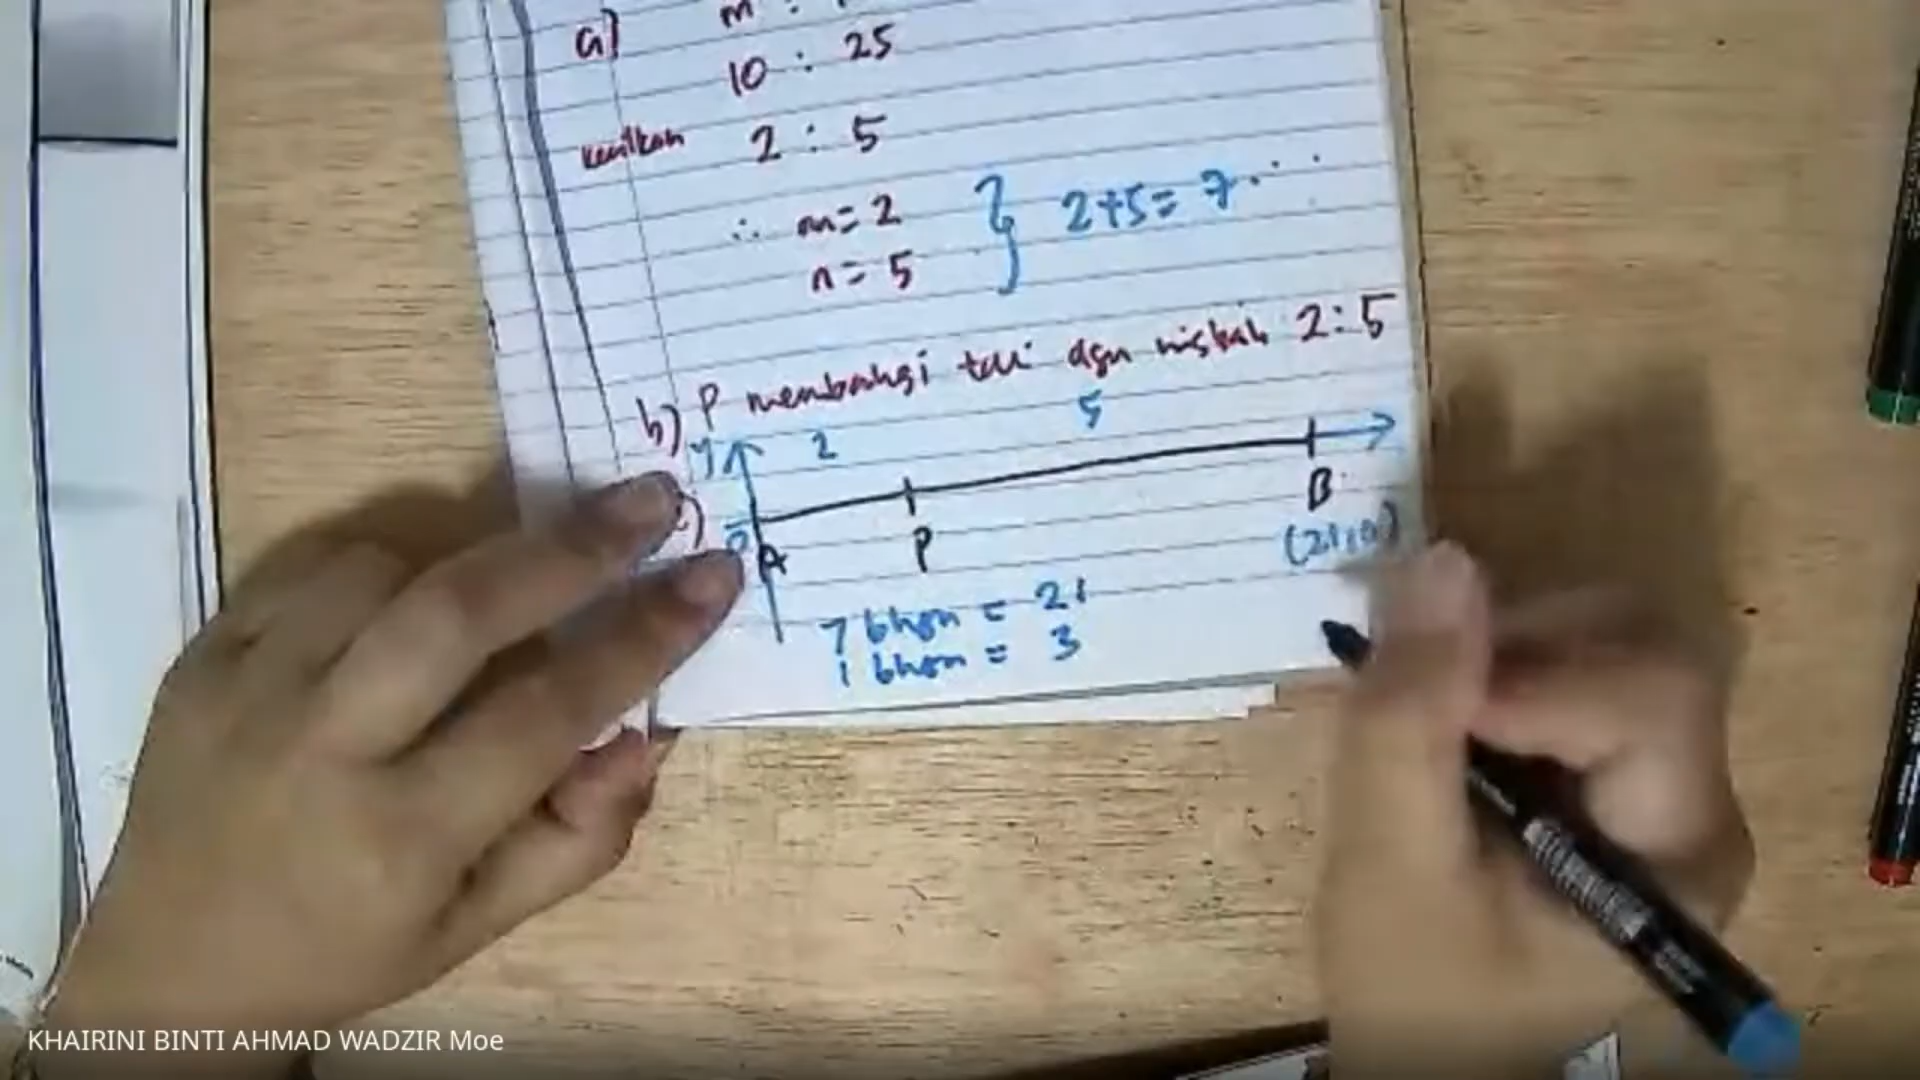 a)
10 : 25
kecilkan 2 : 5
∴ m = 2
n = 5
} 2+5 = 7
b) P membahagi tali dgn nisbah 2:5
y 2 5
c)
O A P B
(21,0)
7 bhgn = 21
1 bhgn = 3
KHAIRINI BINTI AHMAD WADZIR Moe